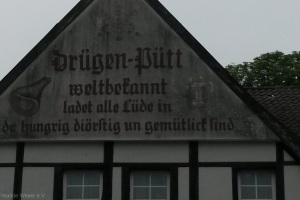 Drügen-Pütt
weltbekannt
ladet alle Lüde in
de hungrig diörstig un gemütlick sind